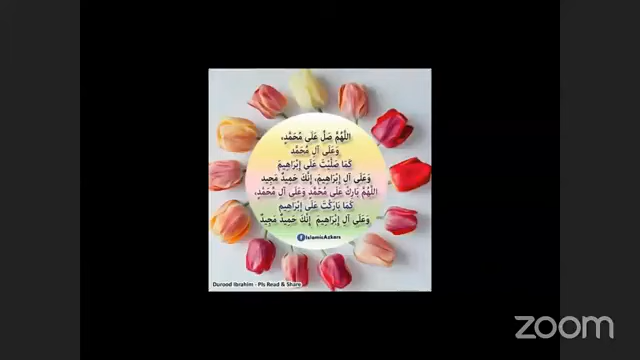 اللَّهُمَّ صَلِّ عَلَى مُحَمَّدٍ،
وَعَلَى آلِ مُحَمَّد
كَمَا صَلَّيْتَ عَلَى إِبْرَاهِيمَ
وَعَلَى آلِ إِبْرَاهِيمَ، إِنَّكَ حَمِيدٌ مَجِيد
اللَّهُمَّ بَارِكْ عَلَى مُحَمَّدٍ وَعَلَى آلِ مُحَمَّدٍ،
كَمَا بَارَكْتَ عَلَى إِبْرَاهِيمَ
وَعَلَى آلِ إِبْرَاهِيمَ إِنَّكَ حَمِيدٌ مَجِيدٌ
IslamicAzkars
Durood Ibrahim - Pls Read & Share
zoom